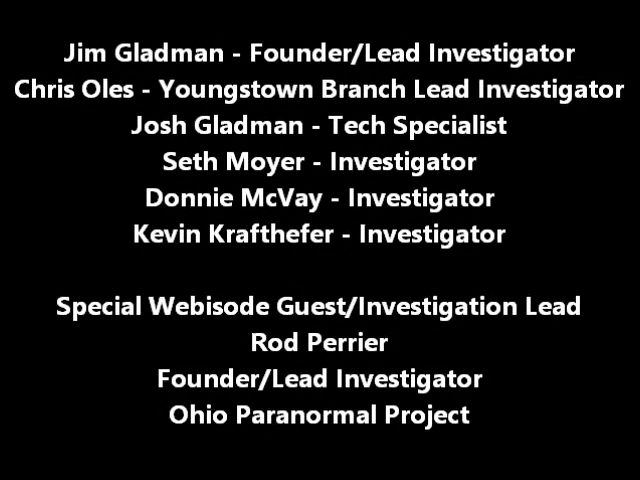 Jim Gladman - Founder/Lead Investigator
Chris Oles - Youngstown Branch Lead Investigator
Josh Gladman - Tech Specialist
Seth Moyer - Investigator
Donnie McVay - Investigator
Kevin Krafthefer - Investigator
Special Webisode Guest/Investigation Lead
Rod Perrier
Founder/Lead Investigator
Ohio Paranormal Project